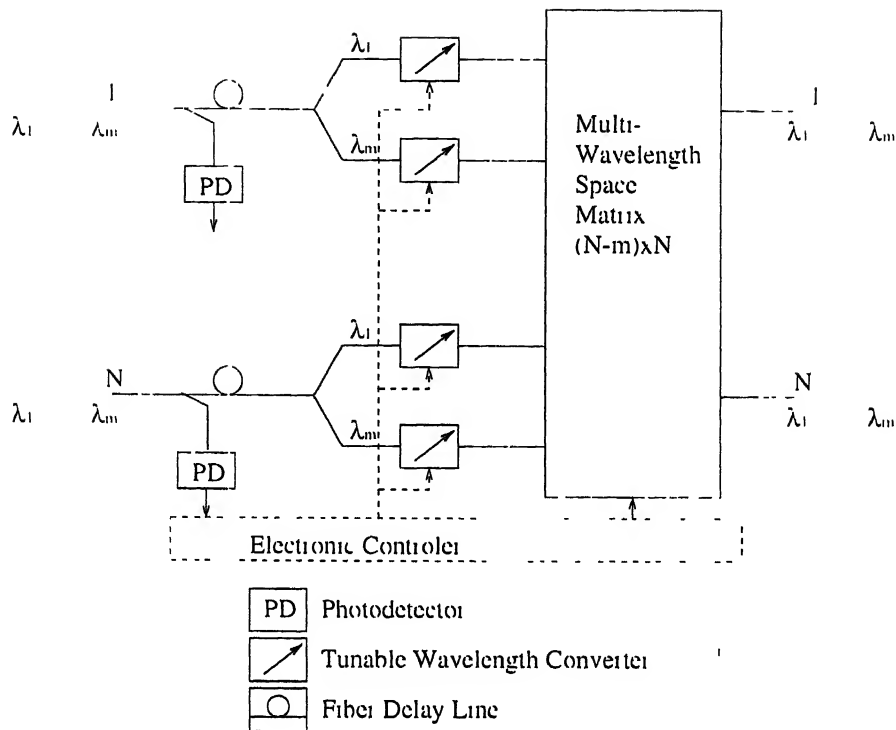 λ1
1 1
λ1 λm λ1 λm
Multi-
Wavelength
Space
Matrix
(N-m)xN
λm
PD
λ1
N N
λ1 λm λ1 λm
λm
PD
Electronic Controler
PD Photodetector
Tunable Wavelength Converter
Fiber Delay Line